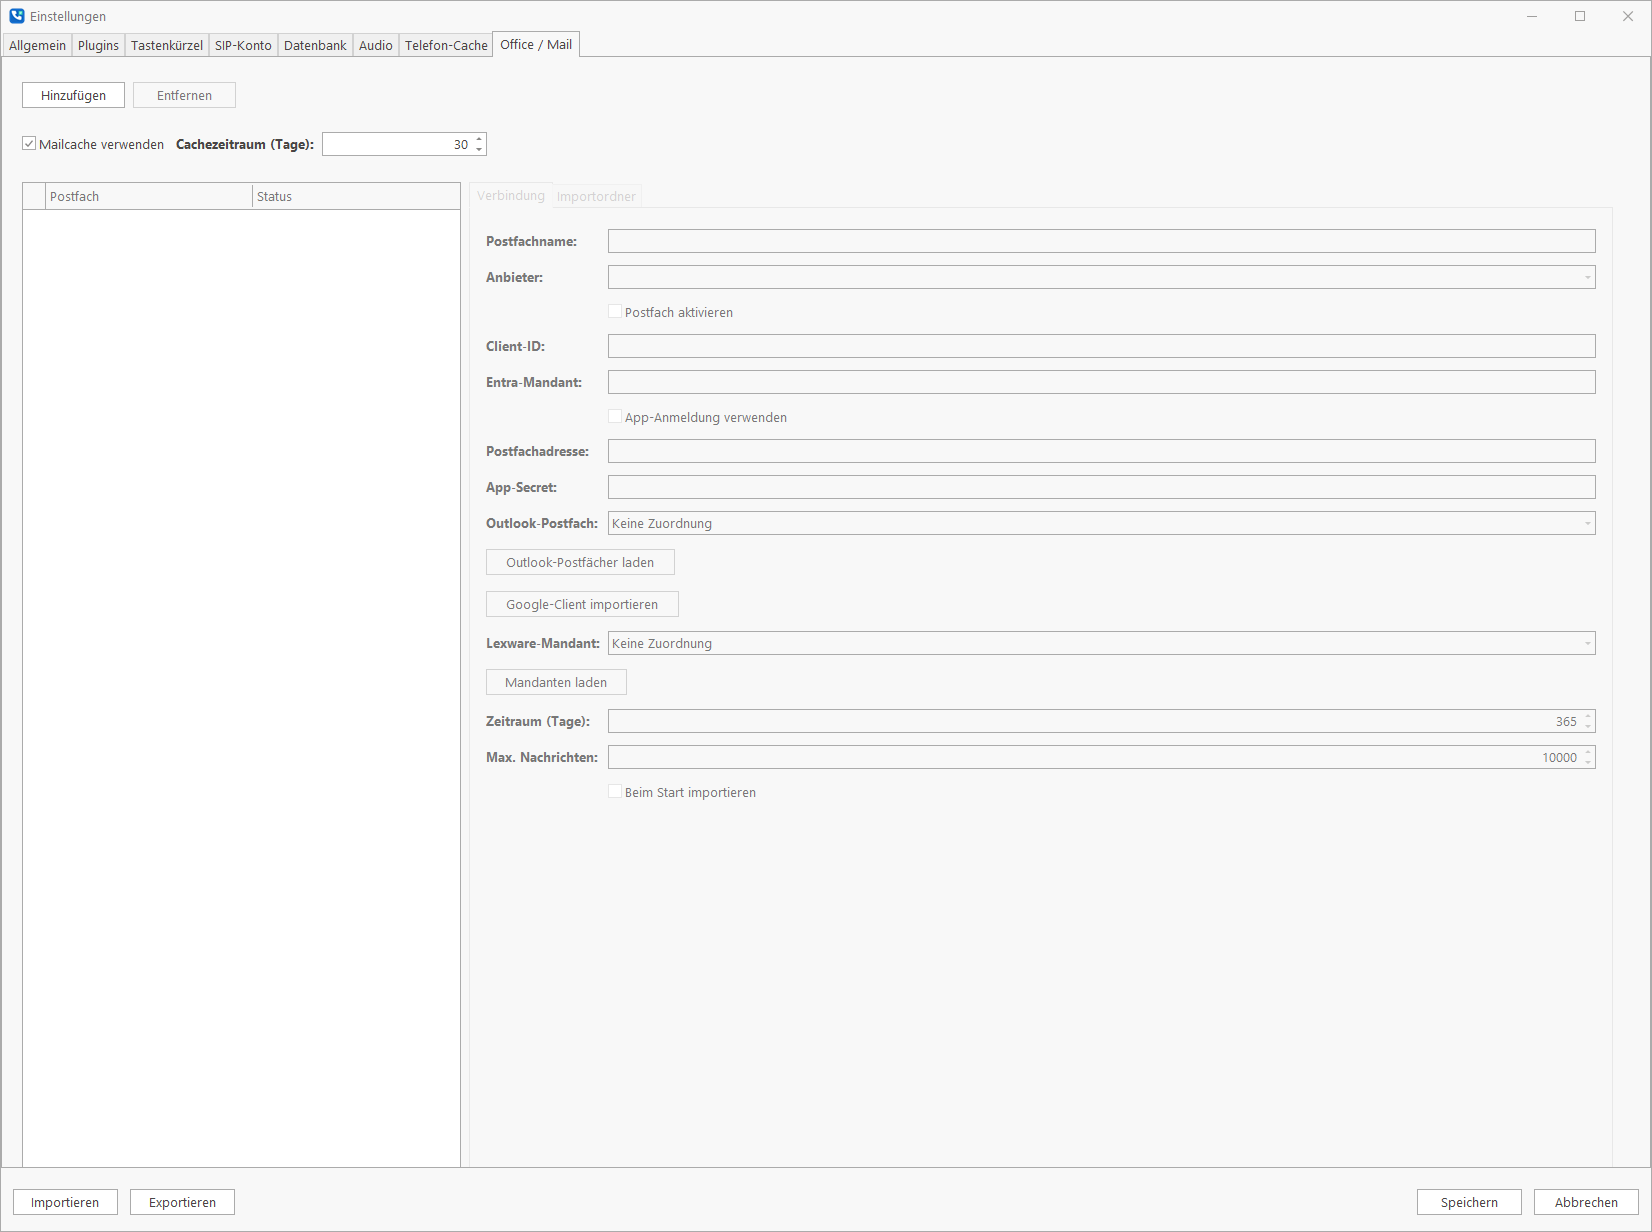 Einstellungen
Allgemein Plugins Tastenkürzel SIP-Konto Datenbank Audio Telefon-Cache Office / Mail
Hinzufügen Entfernen
Mailcache verwenden Cachezeitraum (Tage): 30
Postfach Status
Verbindung Importordner
Postfachname:
Anbieter:
Postfach aktivieren
Client-ID:
Entra-Mandant:
App-Anmeldung verwenden
Postfachadresse:
App-Secret:
Outlook-Postfach: Keine Zuordnung
Outlook-Postfächer laden
Google-Client importieren
Lexware-Mandant: Keine Zuordnung
Mandanten laden
Zeitraum (Tage): 365
Max. Nachrichten: 10000
Beim Start importieren
Importieren Exportieren Speichern Abbrechen